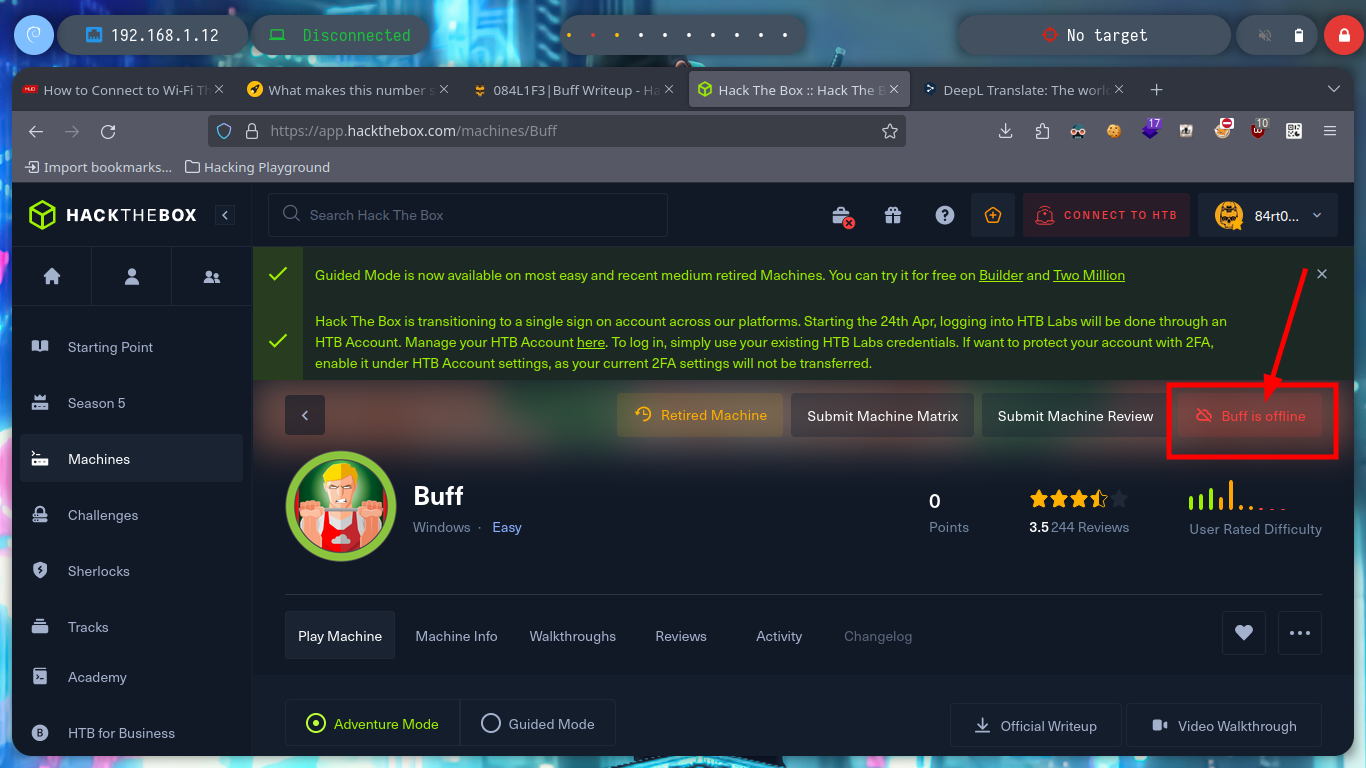 192.168.1.12
Disconnected
No target
How to Connect to Wi-Fi Th
What makes this number s
084L1F3|Buff Writeup - Ha
Hack The Box :: Hack The B
DeepL Translate: The world
https://app.hackthebox.com/machines/Buff
17
10
Import bookmarks...
Hacking Playground
HACKTHEBOX
Search Hack The Box
CONNECT TO HTB
84rt0...
Guided Mode is now available on most easy and recent medium retired Machines. You can try it for free on Builder and Two Million
Hack The Box is transitioning to a single sign on account across our platforms. Starting the 24th Apr, logging into HTB Labs will be done through an
HTB Account. Manage your HTB Account here. To log in, simply use your existing HTB Labs credentials. If want to protect your account with 2FA,
enable it under HTB Account settings, as your current 2FA settings will not be transferred.
Starting Point
Season 5
Machines
Challenges
Sherlocks
Tracks
Academy
HTB for Business
Retired Machine
Submit Machine Matrix
Submit Machine Review
Buff is offline
Buff
Windows · Easy
0
Points
3.5 244 Reviews
User Rated Difficulty
Play Machine
Machine Info
Walkthroughs
Reviews
Activity
Changelog
Adventure Mode
Guided Mode
Official Writeup
Video Walkthrough